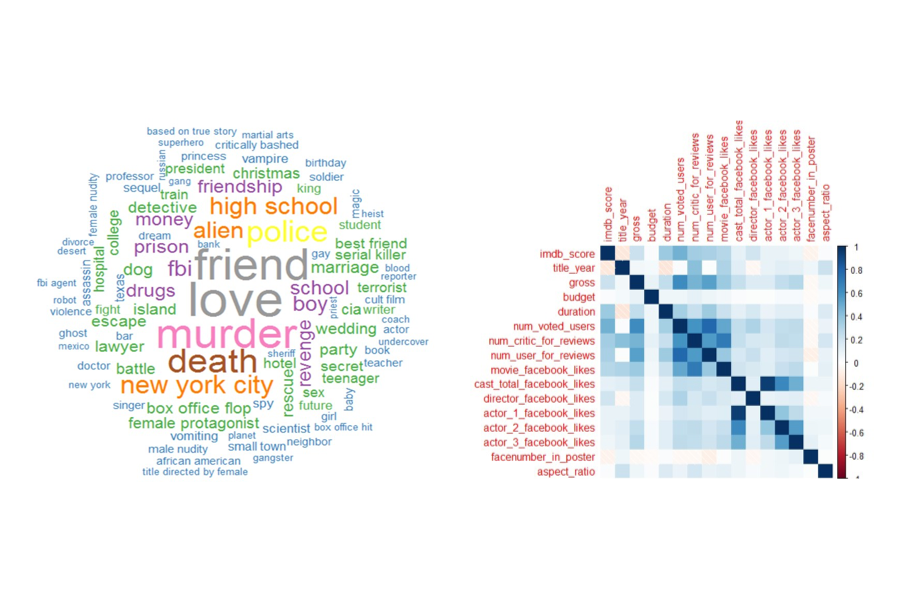 based on true story
martial arts
superhero
critically bashed
russian
princess
vampire
birthday
professor
president
christmas
soldier
female nudity
sequel
gang
friendship
king
train
magic
detective
high school
heist
money
student
college
dream
alien
police
divorce
desert
prison
bank
best friend
gay
serial killer
hospital
dog
fbi
friend
marriage
blood
reporter
fbi agent
assassin
texas
drugs
love
school
terrorist
robot
boy
priest
cult film
violence
fight
island
cia
writer
escape
murder
coach
ghost
bar
revenge
wedding
actor
undercover
mexico
lawyer
death
sheriff
party
book
doctor
battle
hotel
secret
teacher
new york
new york city
rescue
teenager
sex
singer
box office flop
spy
future
baby
girl
female protagonist
scientist
box office hit
vomiting
planet
neighbor
male nudity
small town
african american
gangster
title directed by female
imdb_score
title_year
gross
budget
duration
num_voted_users
num_critic_for_reviews
num_user_for_reviews
movie_facebook_likes
cast_total_facebook_likes
director_facebook_likes
actor_1_facebook_likes
actor_2_facebook_likes
actor_3_facebook_likes
facenumber_in_poster
aspect_ratio
imdb_score
title_year
gross
budget
duration
num_voted_users
num_critic_for_reviews
num_user_for_reviews
movie_facebook_likes
cast_total_facebook_likes
director_facebook_likes
actor_1_facebook_likes
actor_2_facebook_likes
actor_3_facebook_likes
facenumber_in_poster
aspect_ratio
1
0.8
0.6
0.4
0.2
0
-0.2
-0.4
-0.6
-0.8